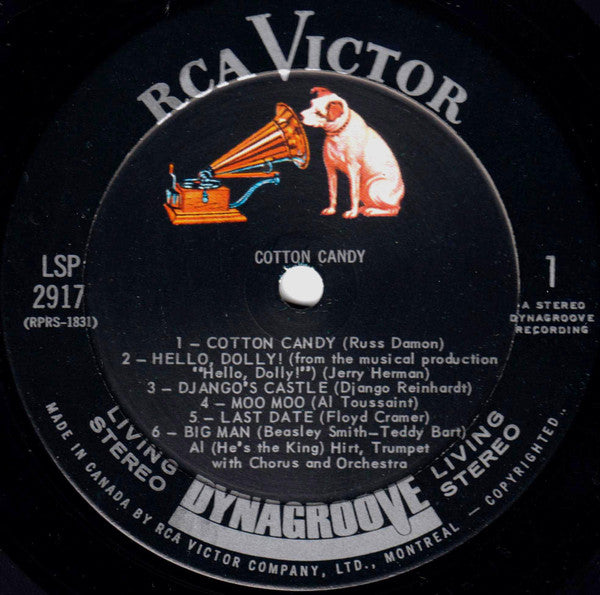 RCA VICTOR
COTTON CANDY
LSP
2917
(RPRS-1831)
1
A STEREO
DYNAGROOVE
RECORDING
1 – COTTON CANDY (Russ Damon)
2 – HELLO, DOLLY! (from the musical production
"Hello, Dolly!") (Jerry Herman)
3 – DJANGO'S CASTLE (Django Reinhardt)
4 – MOO MOO (Al Toussaint)
5 – LAST DATE (Floyd Cramer)
6 – BIG MAN (Beasley Smith–Teddy Bart)
Al (He's the King) Hirt, Trumpet
with Chorus and Orchestra
LIVING
STEREO
DYNAGROOVE
LIVING
STEREO
MADE IN CANADA BY RCA VICTOR COMPANY, LTD., MONTREAL – COPYRIGHTED..